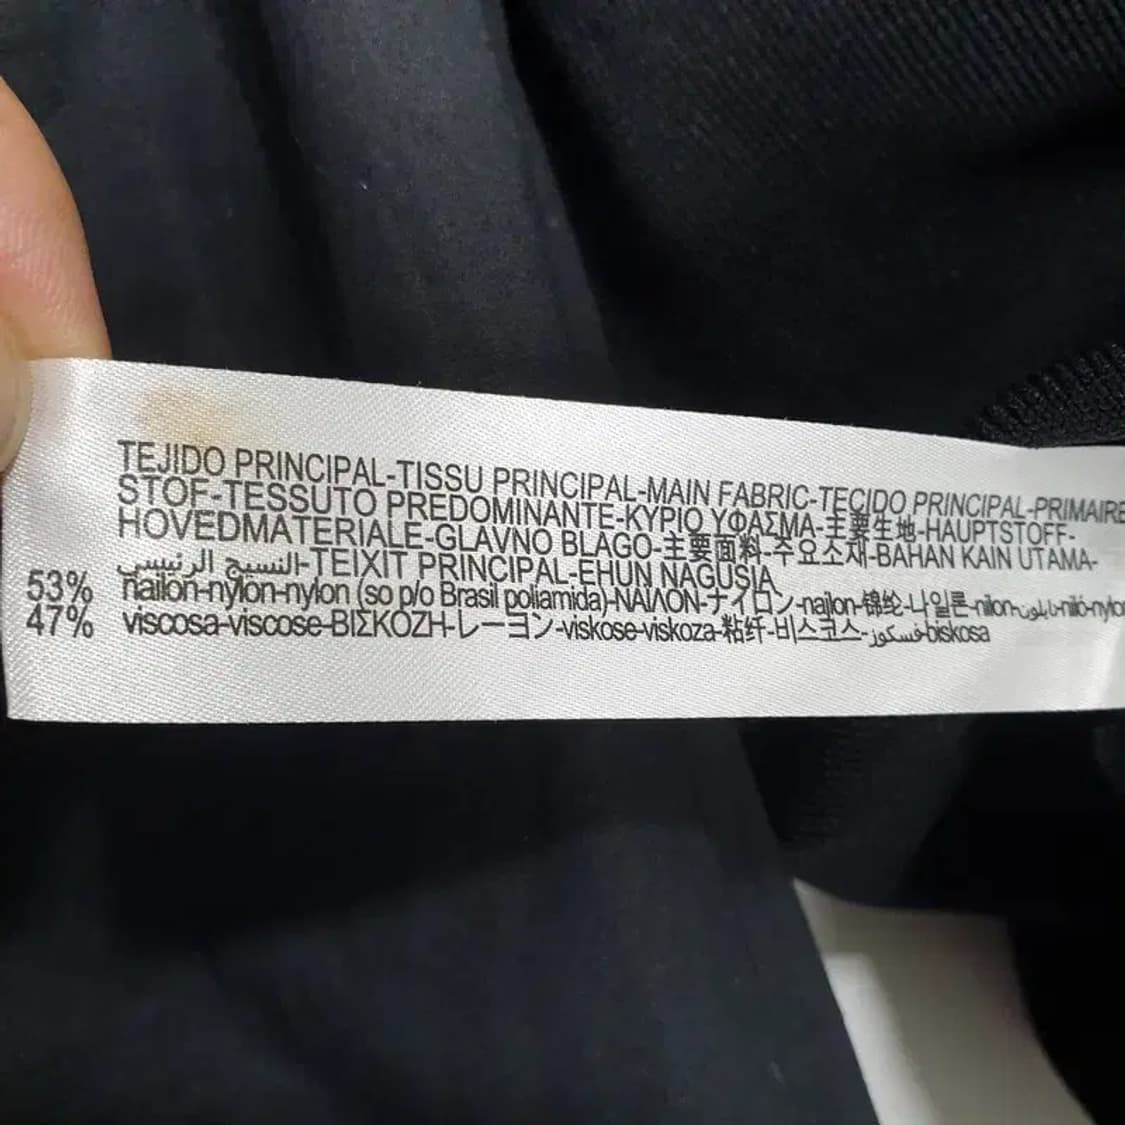 TEJIDO PRINCIPAL-TISSU PRINCIPAL-MAIN FABRIC-TECIDO PRINCIPAL-PRIMAIRE
STOF-TESSUTO PREDOMINANTE-ΚΥΡΙΟ ΥΦΑΣΜΑ-主要生地-HAUPTSTOFF-
HOVEDMATERIALE-GLAVNO BLAGO-主要面料-주요소재-BAHAN KAIN UTAMA-
النسيج الرئيسي-TEIXIT PRINCIPAL-EHUN NAGUSIA
53% nailon-nylon-nylon (so p/o Brasil poliamida)-ΝΑΙΛΟΝ-ナイロン-najlon-锦纶-나일론-nilon-نايلون-niló-nylon
47% viscosa-viscose-ΒΙΣΚΟΖΗ-レーヨン-viskose-viskoza-粘纤-비스코스-فسكوز-biskosa